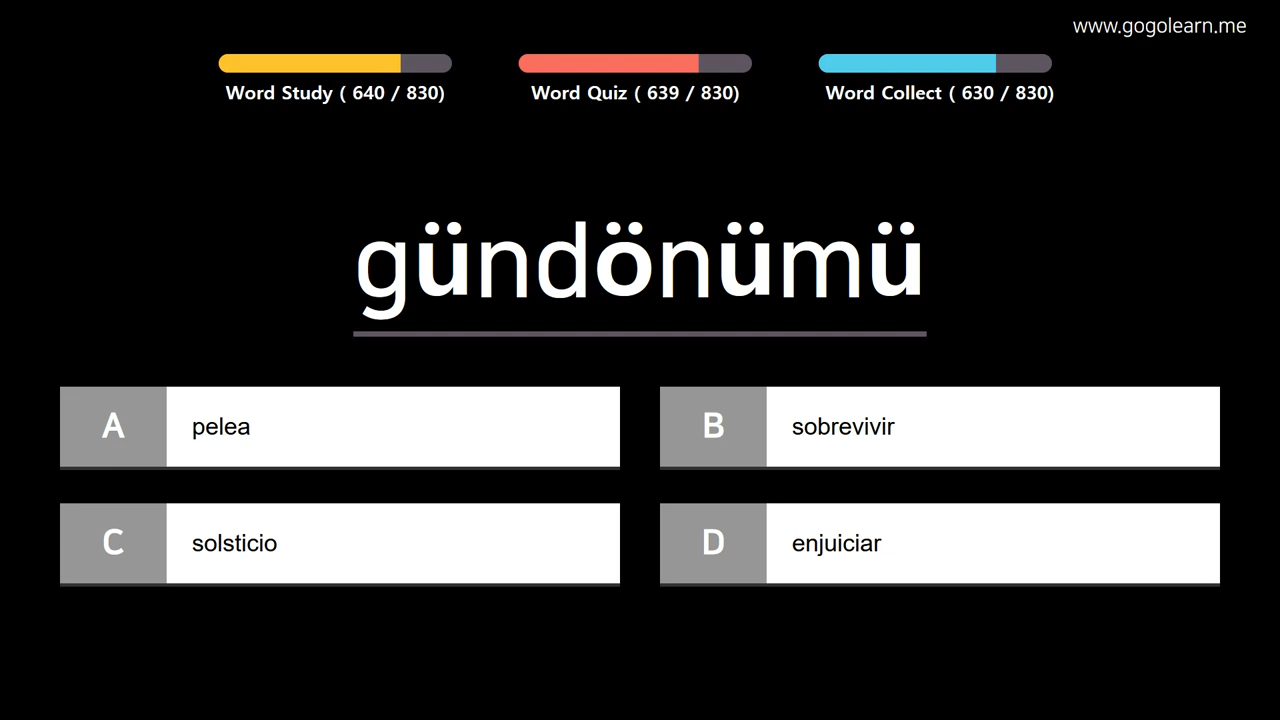 www.gogolearn.me
Word Study ( 640 / 830)
Word Quiz ( 639 / 830)
Word Collect ( 630 / 830)
gündönümü
A pelea
B sobrevivir
C solsticio
D enjuiciar